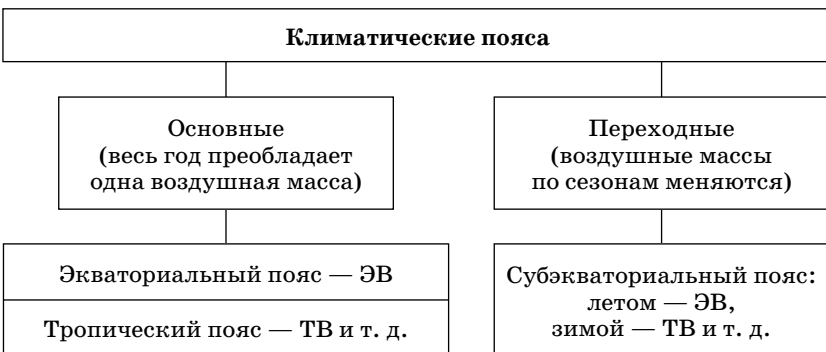 Климатические пояса
Основные
(весь год преобладает
одна воздушная масса)
Переходные
(воздушные массы
по сезонам меняются)
Экваториальный пояс — ЭВ
Тропический пояс — ТВ и т. д.
Субэкваториальный пояс:
летом — ЭВ,
зимой — ТВ и т. д.